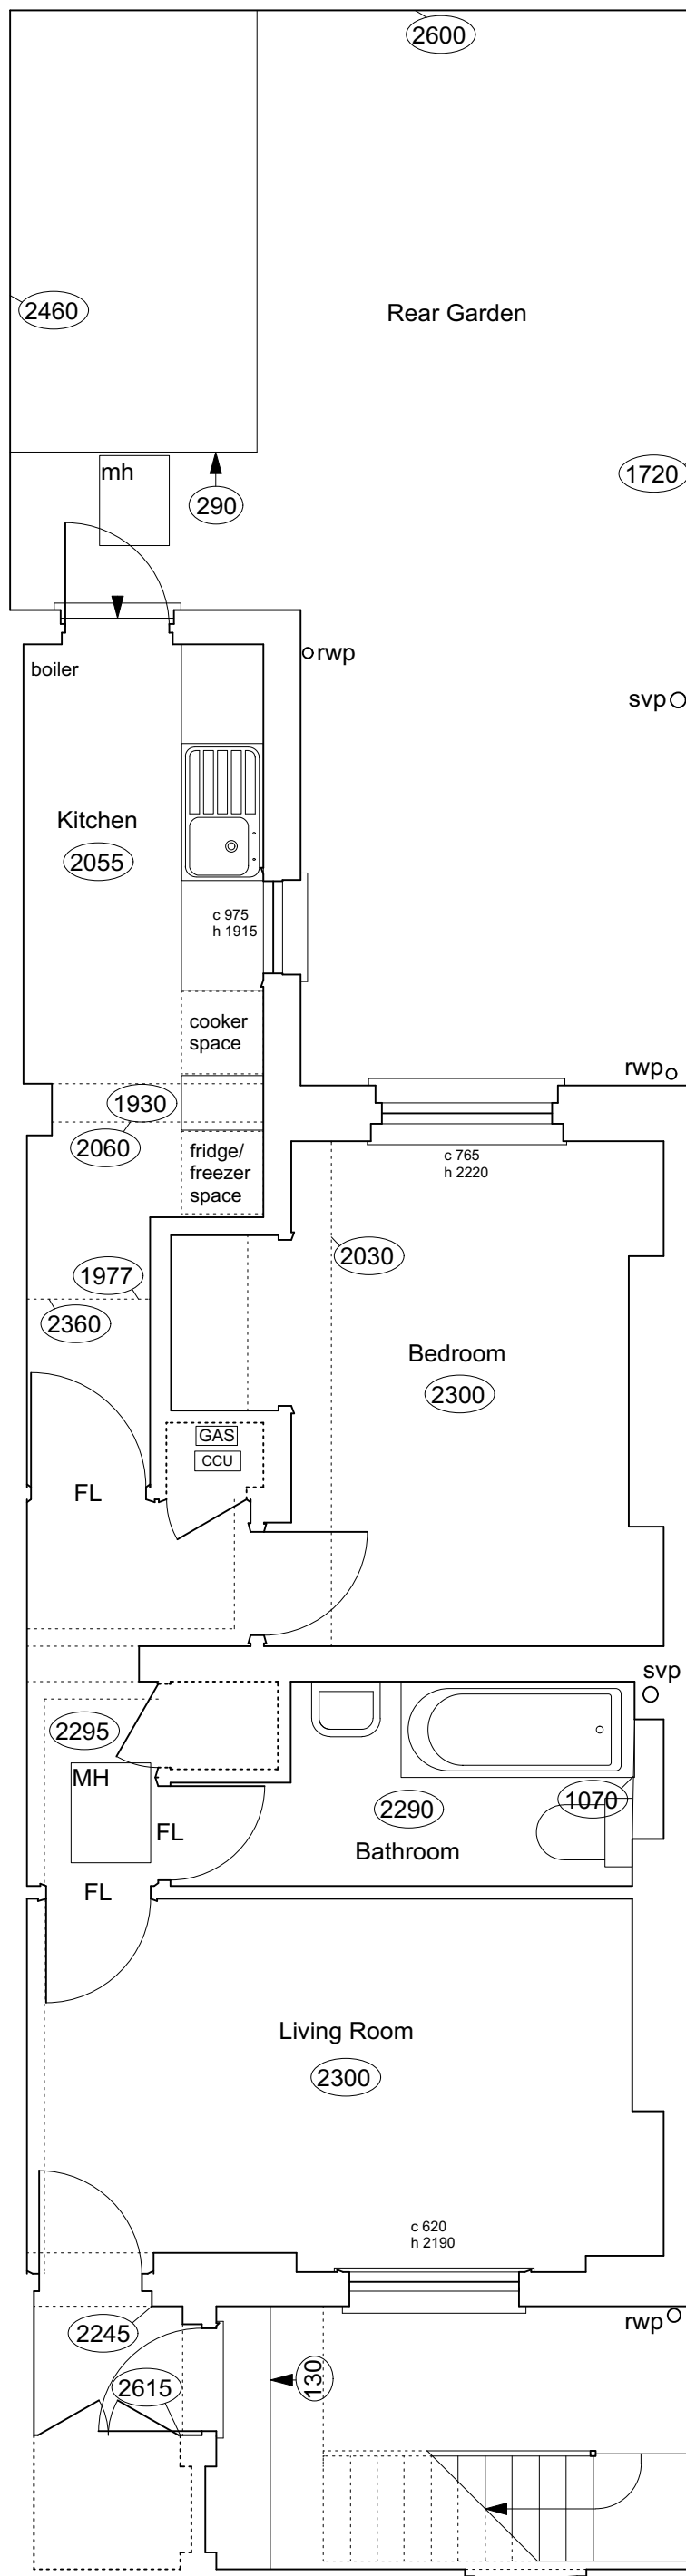 2600
2460
Rear Garden
mh
1720
290
rwp
boiler
svp
Kitchen
2055
c 975
h 1915
cooker
space
rwp
1930
2060
fridge/
freezer
space
c 765
h 2220
2030
1977
2360
Bedroom
2300
GAS
CCU
FL
svp
2295
MH
1070
2290
FL
Bathroom
FL
Living Room
2300
c 620
h 2190
rwp
2245
130
2615